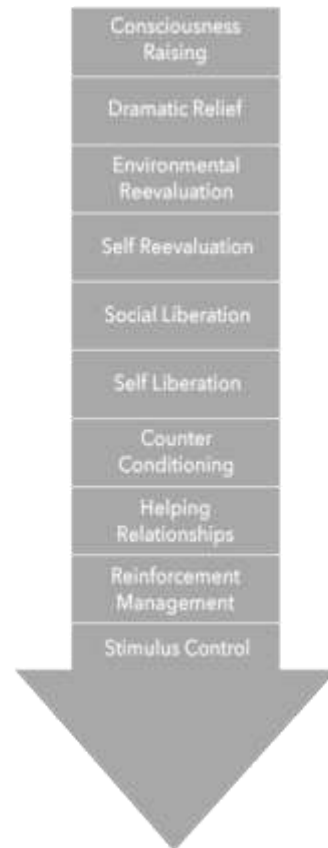 Consciousness
Raising
Dramatic Relief
Environmental
Reevaluation
Self Reevaluation
Social Liberation
Self Liberation
Counter
Conditioning
Helping
Relationships
Reinforcement
Management
Stimulus Control